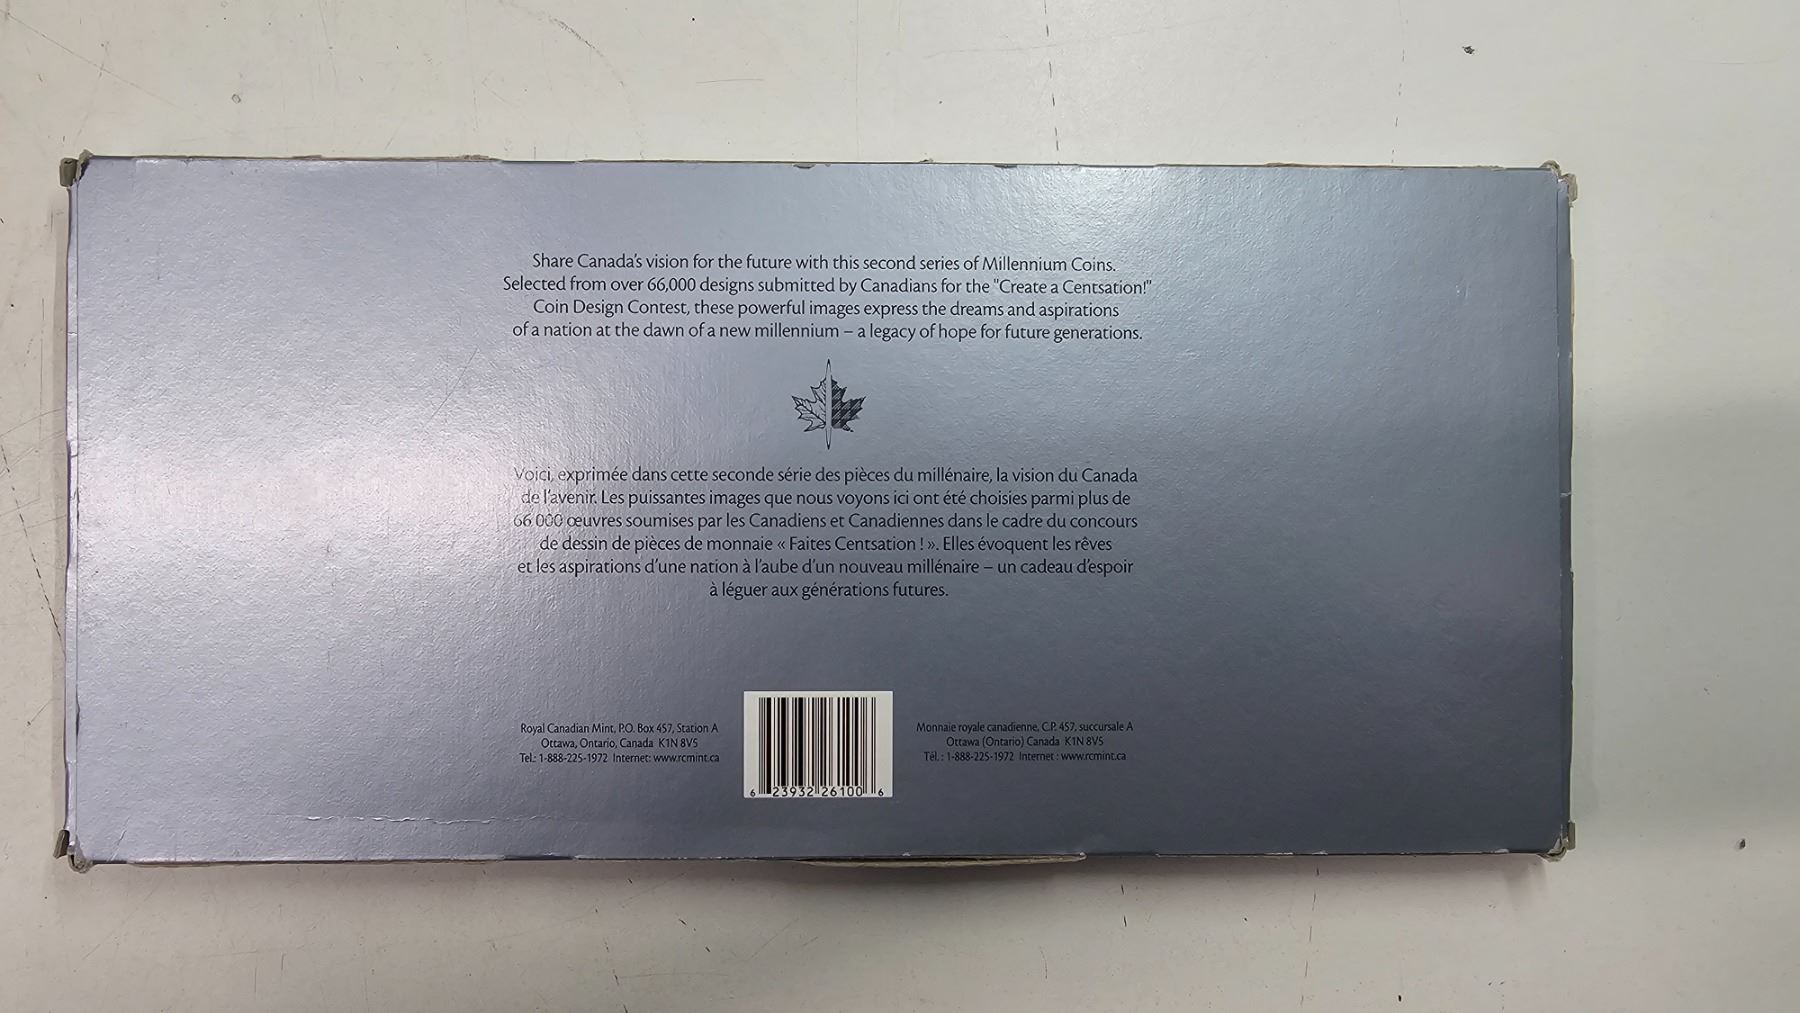 Share Canada's vision for the future with this second series of Millennium Coins.
Selected from over 66,000 designs submitted by Canadians for the "Create a Centsation!"
Coin Design Contest, these powerful images express the dreams and aspirations
of a nation at the dawn of a new millennium – a legacy of hope for future generations.
Voici, exprimée dans cette seconde série des pièces du millénaire, la vision du Canada
de l'avenir. Les puissantes images que nous voyons ici ont été choisies parmi plus de
66 000 œuvres soumises par les Canadiens et Canadiennes dans le cadre du concours
de dessin de pièces de monnaie « Faites Centsation ! ». Elles évoquent les rêves
et les aspirations d'une nation à l'aube d'un nouveau millénaire – un cadeau d'espoir
à léguer aux générations futures.
Royal Canadian Mint, P.O. Box 457, Station A
Ottawa, Ontario, Canada K1N 8V5
Tel.: 1-888-225-1972 Internet: www.rcmint.ca
6 23932 26100 6
Monnaie royale canadienne, C.P. 457, succursale A
Ottawa (Ontario) Canada K1N 8V5
Tél. : 1-888-225-1972 Internet : www.rcmint.ca